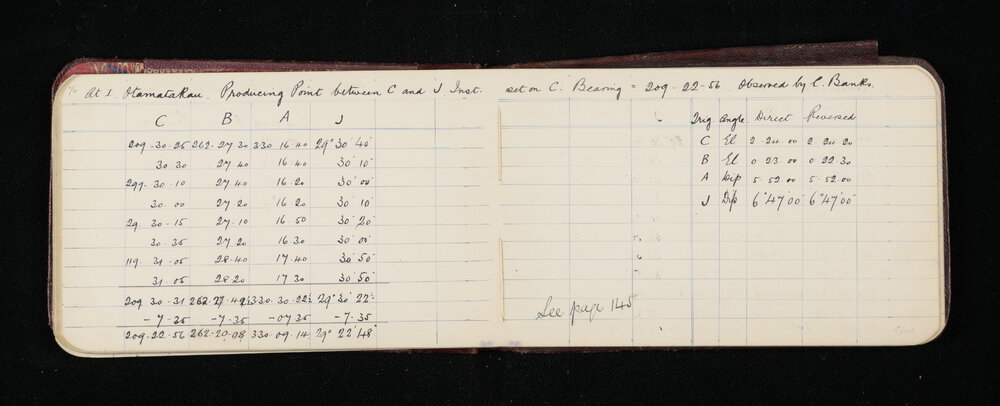 At I. Otamatakau. Producing Point between C and J Inst. set on C. Bearing = 209.22.56. Observed by C. Banks.
C B A J
209.30.25 262.27.30 330 16.40 29° 30' 40"
30.30 27.40 16.40 30' 10"
299.30.10 27.40 16.20 30' 00"
30.00 27.20 16.20 30' 10"
29.30.15 27.10 16.50 30' 20"
30.35 27.20 16.30 30' 00"
119.31.05 28.40 17.40 30' 50"
31.05 28.20 17.30 30' 50"
209 30.31 262.27.42½ 330.30.22½ 29° 30' 22"
-7.35 -7.35 -07 35 -7.35
209.22.56 262.20.08 330 09.14 29° 22' 48"
Trig. Angle Direct Reversed
C El 2 24 00 2 24 20
B El 0 23.00 0.22.30
A Dip 5 52 00 5 52.00
J Dip 6° 47' 00" 6° 47' 00"
See page 145